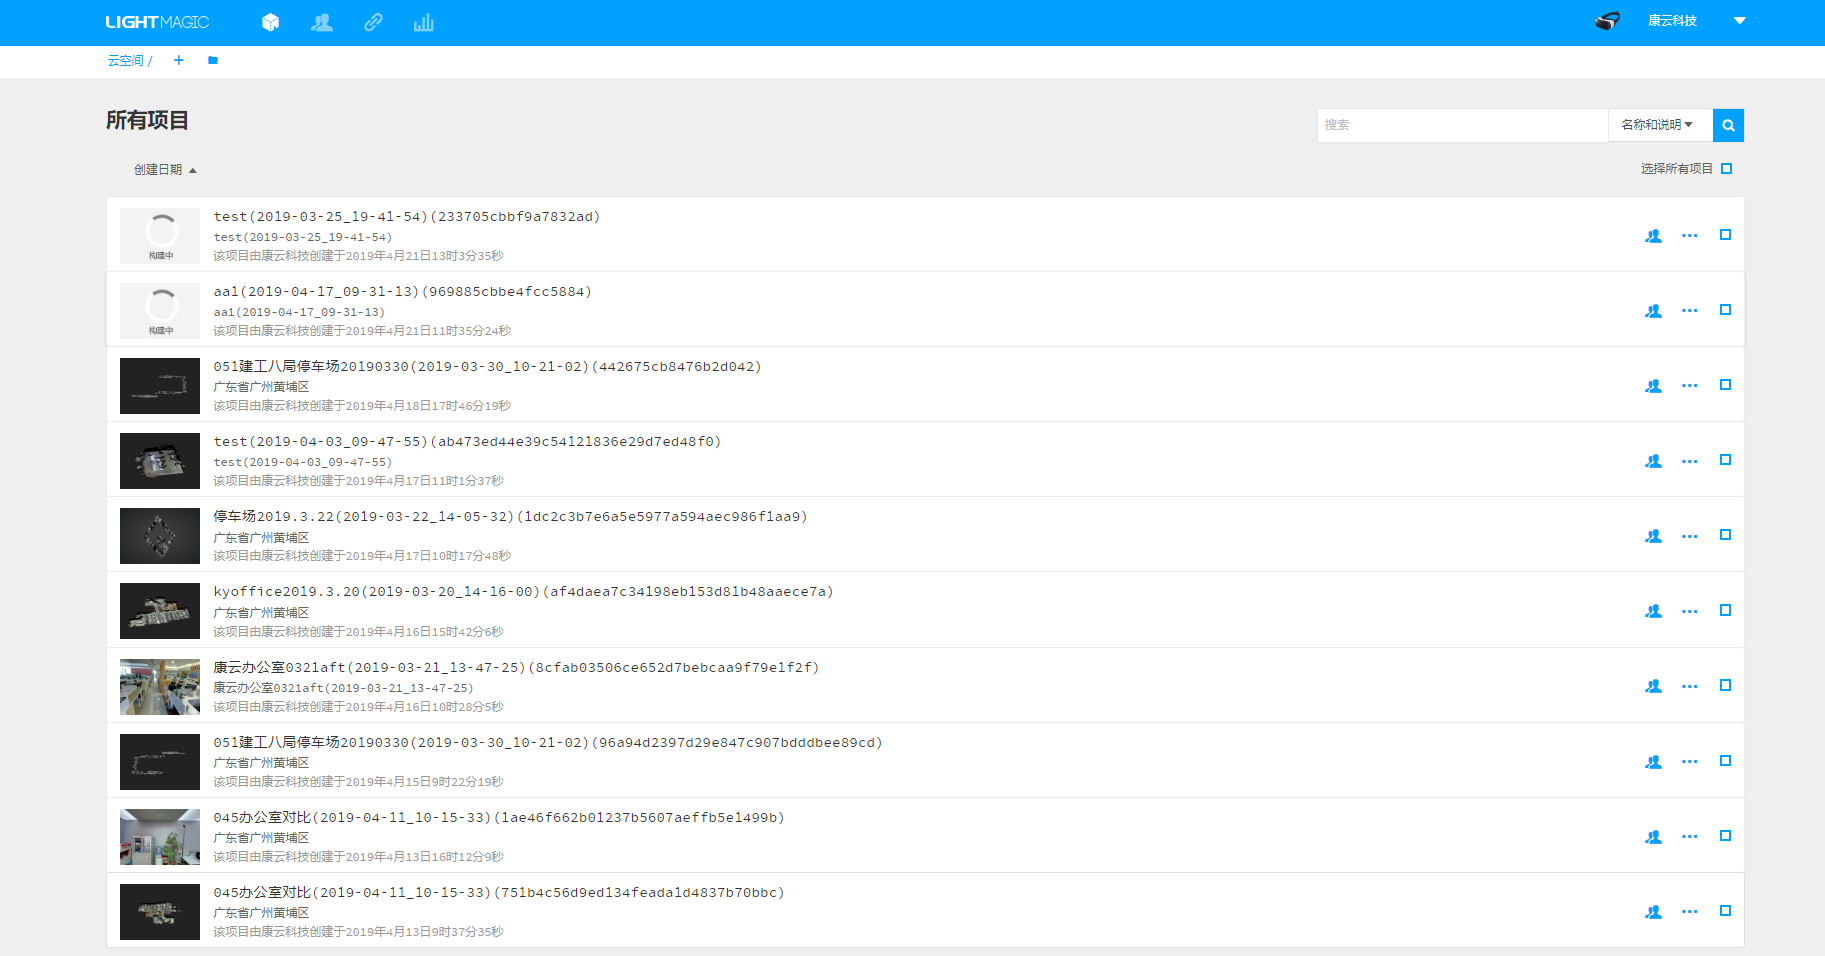 LIGHTMAGIC
康云科技
云空间 /
所有项目
搜索
名称和说明
创建日期
选择所有项目
构建中
test(2019-03-25_19-41-54)(233705cbbf9a7832ad)
test(2019-03-25_19-41-54)
该项目由康云科技创建于2019年4月21日13时3分35秒
构建中
aa1(2019-04-17_09-31-13)(969885cbbe4fcc5884)
aa1(2019-04-17_09-31-13)
该项目由康云科技创建于2019年4月21日11时35分24秒
051建工八局停车场20190330(2019-03-30_10-21-02)(442675cb8476b2d042)
广东省广州黄埔区
该项目由康云科技创建于2019年4月18日17时46分19秒
test(2019-04-03_09-47-55)(ab473ed44e39c54121836e29d7ed48f0)
test(2019-04-03_09-47-55)
该项目由康云科技创建于2019年4月17日11时1分37秒
停车场2019.3.22(2019-03-22_14-05-32)(1dc2c3b7e6a5e5977a594aec986f1aa9)
广东省广州黄埔区
该项目由康云科技创建于2019年4月17日10时17分48秒
kyoffice2019.3.20(2019-03-20_14-16-00)(af4daea7c34198eb153d81b48aaece7a)
广东省广州黄埔区
该项目由康云科技创建于2019年4月16日15时42分6秒
康云办公室0321aft(2019-03-21_13-47-25)(8cfab03506ce652d7bebcaa9f79e1f2f)
康云办公室0321aft(2019-03-21_13-47-25)
该项目由康云科技创建于2019年4月16日10时28分5秒
051建工八局停车场20190330(2019-03-30_10-21-02)(96a94d2397d29e847c907bdddbee89cd)
广东省广州黄埔区
该项目由康云科技创建于2019年4月15日9时22分19秒
045办公室对比(2019-04-11_10-15-33)(1ae46f662b01237b5607aeffb5e1499b)
广东省广州黄埔区
该项目由康云科技创建于2019年4月13日16时12分9秒
045办公室对比(2019-04-11_10-15-33)(751b4c56d9ed134feada1d4837b70bbc)
广东省广州黄埔区
该项目由康云科技创建于2019年4月13日9时37分35秒